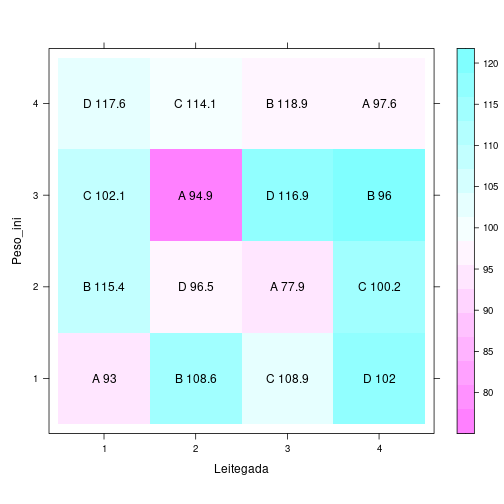 4 D 117.6 C 114.1 B 118.9 A 97.6
3 C 102.1 A 94.9 D 116.9 B 96
2 B 115.4 D 96.5 A 77.9 C 100.2
1 A 93 B 108.6 C 108.9 D 102
1 2 3 4
Leitegada
Peso_ini
120
115
110
105
100
95
90
85
80